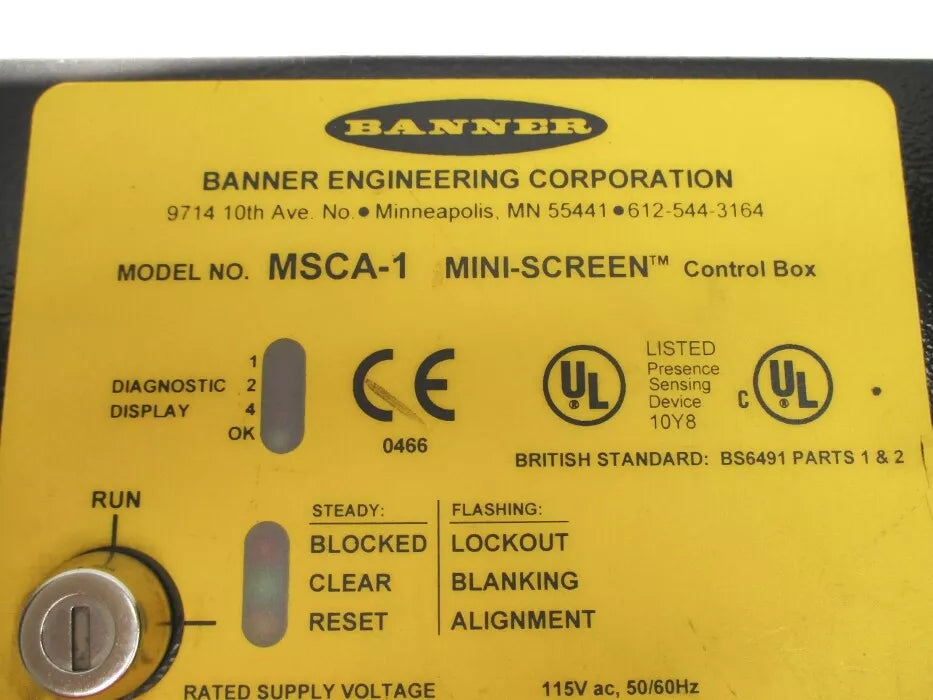 BANNER
BANNER ENGINEERING CORPORATION
9714 10th Ave. No. • Minneapolis, MN 55441 • 612-544-3164
MODEL NO. MSCA-1 MINI-SCREEN™ Control Box
DIAGNOSTIC
DISPLAY
1
2
4
OK
CE
0466
UL
®
LISTED
Presence
Sensing
Device
10Y8
C UL
®
BRITISH STANDARD: BS6491 PARTS 1 & 2
RUN
STEADY: FLASHING:
BLOCKED LOCKOUT
CLEAR BLANKING
RESET ALIGNMENT
RATED SUPPLY VOLTAGE 115V ac, 50/60Hz